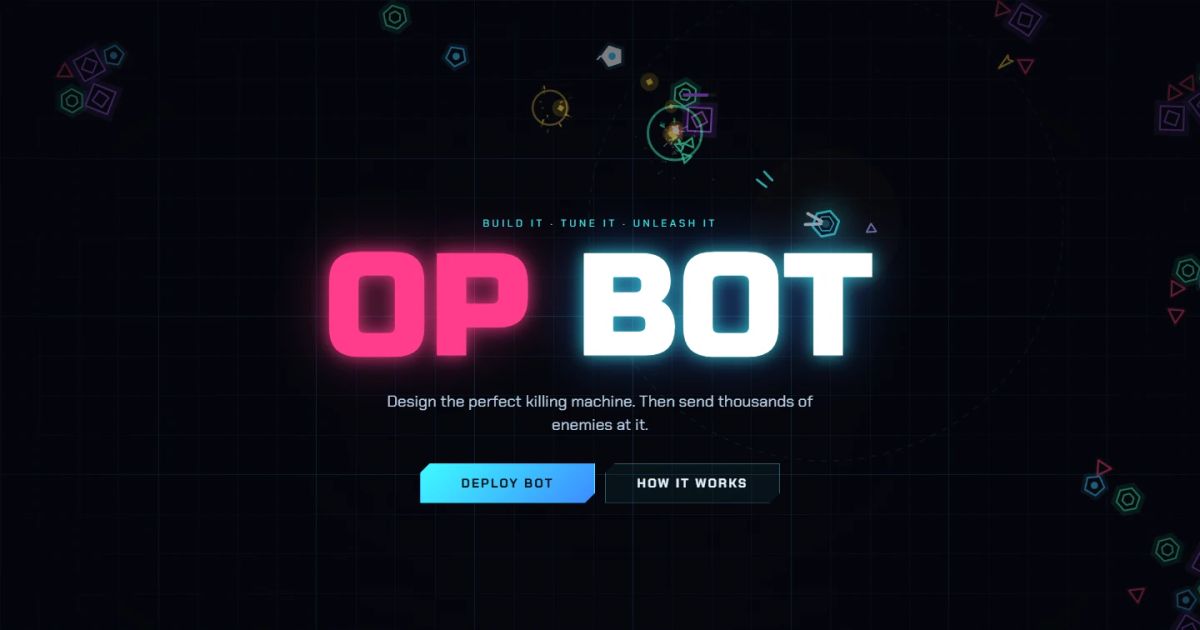 BUILD IT - TUNE IT - UNLEASH IT
OP BOT
Design the perfect killing machine. Then send thousands of
enemies at it.
DEPLOY BOT
HOW IT WORKS